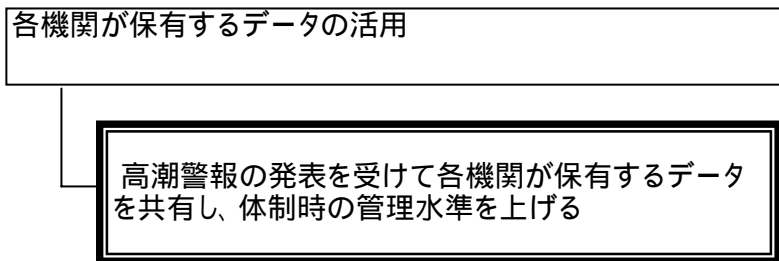 各機関が保有するデータの活用
高潮警報の発表を受けて各機関が保有するデータ
を共有し、体制時の管理水準を上げる